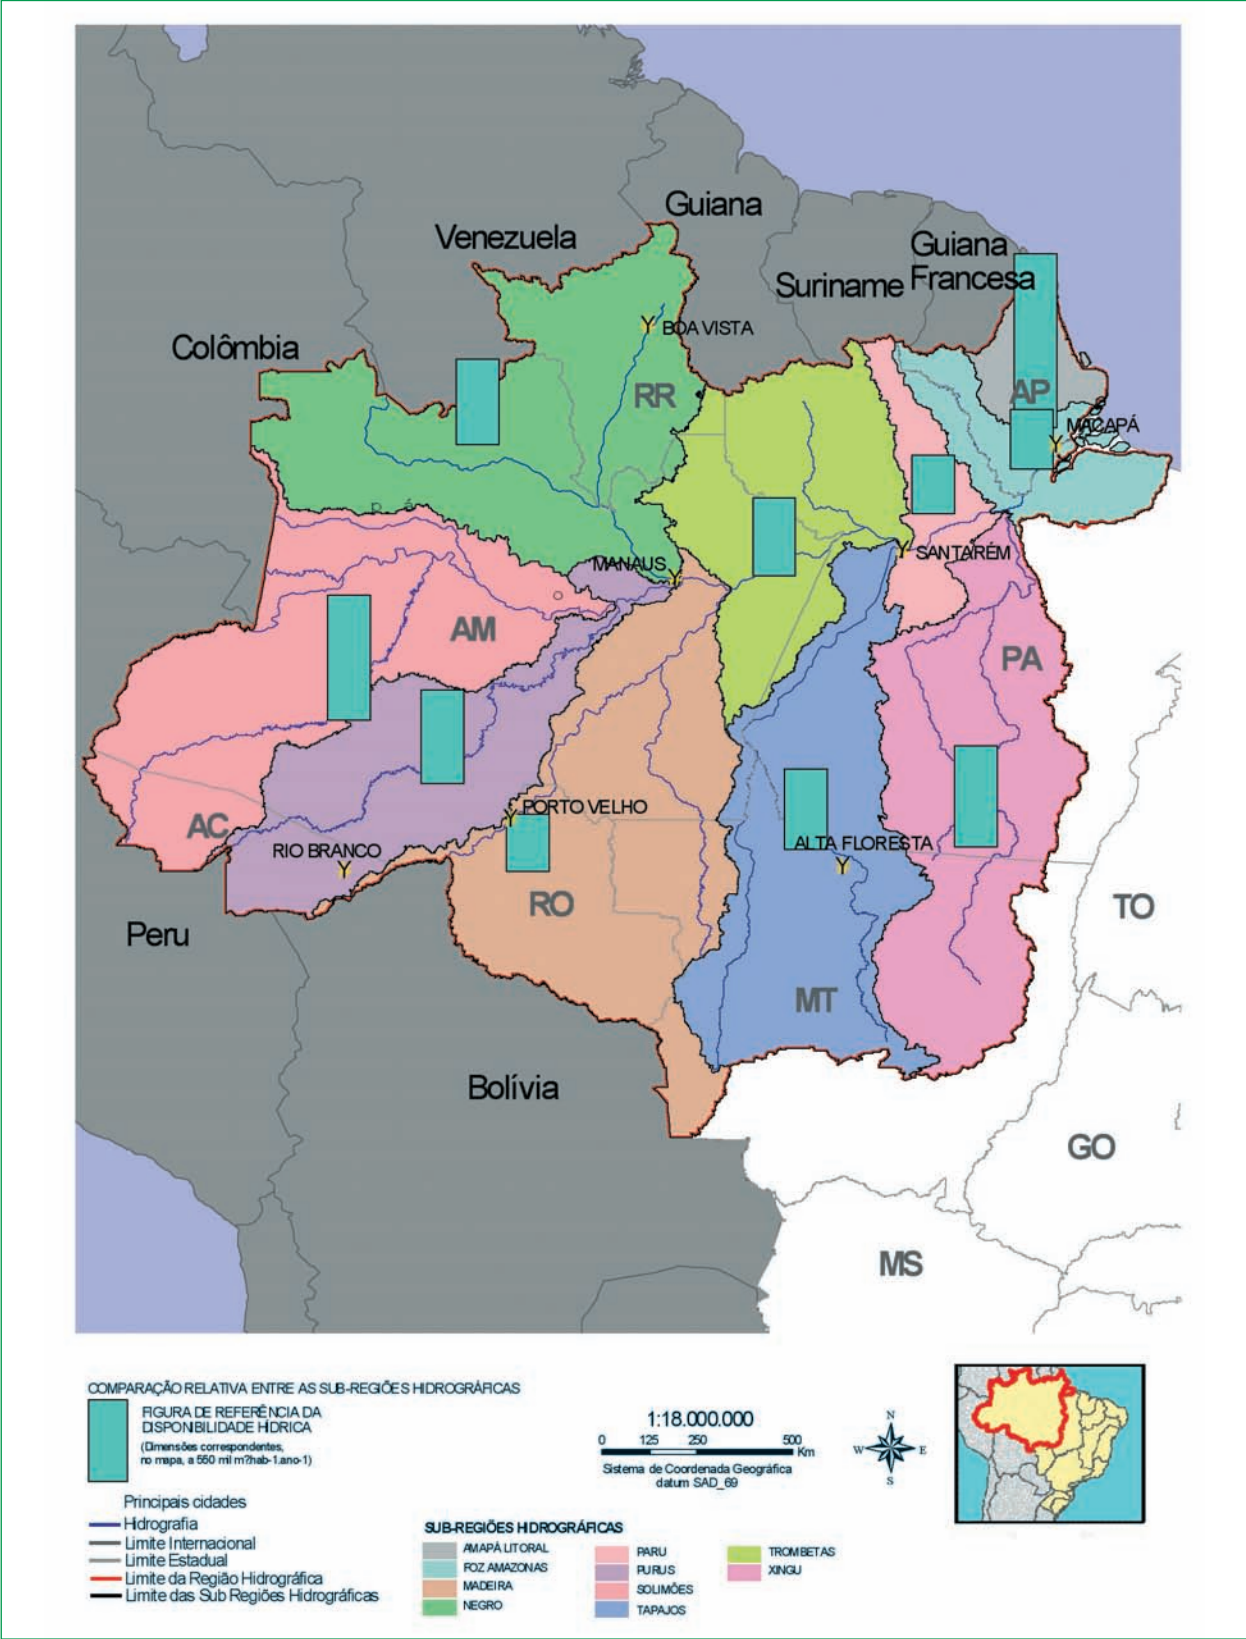 Guiana
Venezuela
Guiana
Francesa
Suriname
BOA VISTA
Colômbia
RR
AP
MACAPÁ
SANTARÉM
MANAUS
AM
PA
PORTO VELHO
AC
RIO BRANCO
ALTA FLORESTA
RO
TO
Peru
MT
Bolívia
GO
MS
COMPARAÇÃO RELATIVA ENTRE AS SUB-REGIÕES HIDROGRÁFICAS
FIGURA DE REFERÊNCIA DA
DISPONIBILIDADE HÍDRICA
(Dimensões correspondentes,
no mapa, a 550 mil m?hab-1.ano-1)
Principais cidades
Hidrografia
Limite Internacional
Limite Estadual
Limite da Região Hidrográfica
Limite das Sub Regiões Hidrográficas
1:18.000.000
0 125 250 500
Km
Sistema de Coordenada Geográfica
datum SAD_69
N
W E
S
SUB-REGIÕES HIDROGRÁFICAS
AMAPÁ LITORAL
FOZ AMAZONAS
MADEIRA
NEGRO
PARU
PURUS
SOLIMÕES
TAPAJOS
TROMBETAS
XINGU